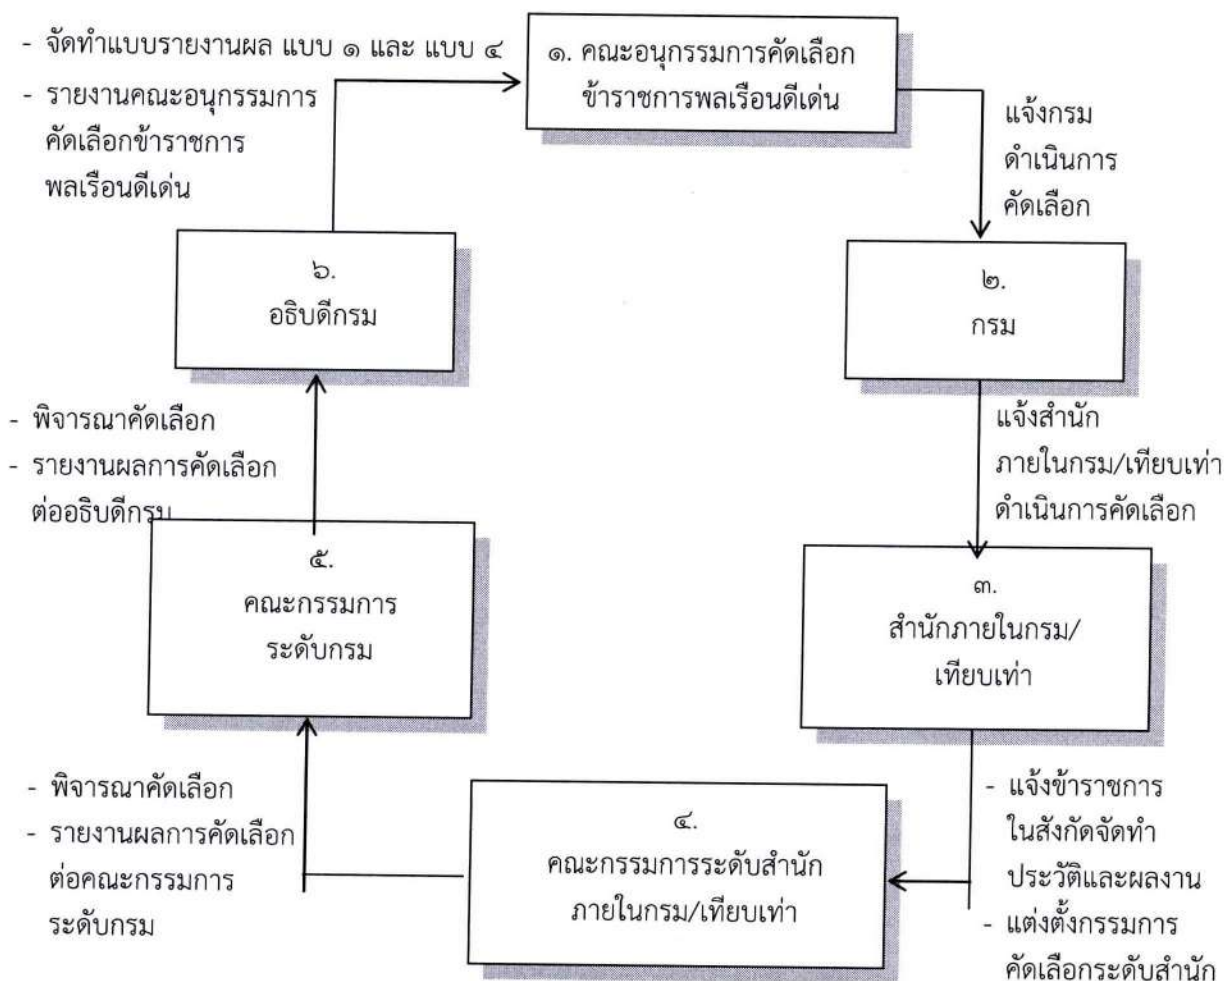 - จัดทำแบบรายงานผล แบบ ๑ และ แบบ ๔
- รายงานคณะอนุกรรมการ
คัดเลือกข้าราชการ
พลเรือนดีเด่น
๑. คณะอนุกรรมการคัดเลือก
ข้าราชการพลเรือนดีเด่น
แจ้งกรม
ดำเนินการ
คัดเลือก
๒.
กรม
แจ้งสำนัก
ภายในกรม/เทียบเท่า
ดำเนินการคัดเลือก
๓.
สำนักภายในกรม/
เทียบเท่า
- แจ้งข้าราชการ
ในสังกัดจัดทำ
ประวัติและผลงาน
- แต่งตั้งกรรมการ
คัดเลือกระดับสำนัก
๔.
คณะกรรมการระดับสำนัก
ภายในกรม/เทียบเท่า
- พิจารณาคัดเลือก
- รายงานผลการคัดเลือก
ต่อคณะกรรมการ
ระดับกรม
๕.
คณะกรรมการ
ระดับกรม
- พิจารณาคัดเลือก
- รายงานผลการคัดเลือก
ต่ออธิบดีกรม
๖.
อธิบดีกรม